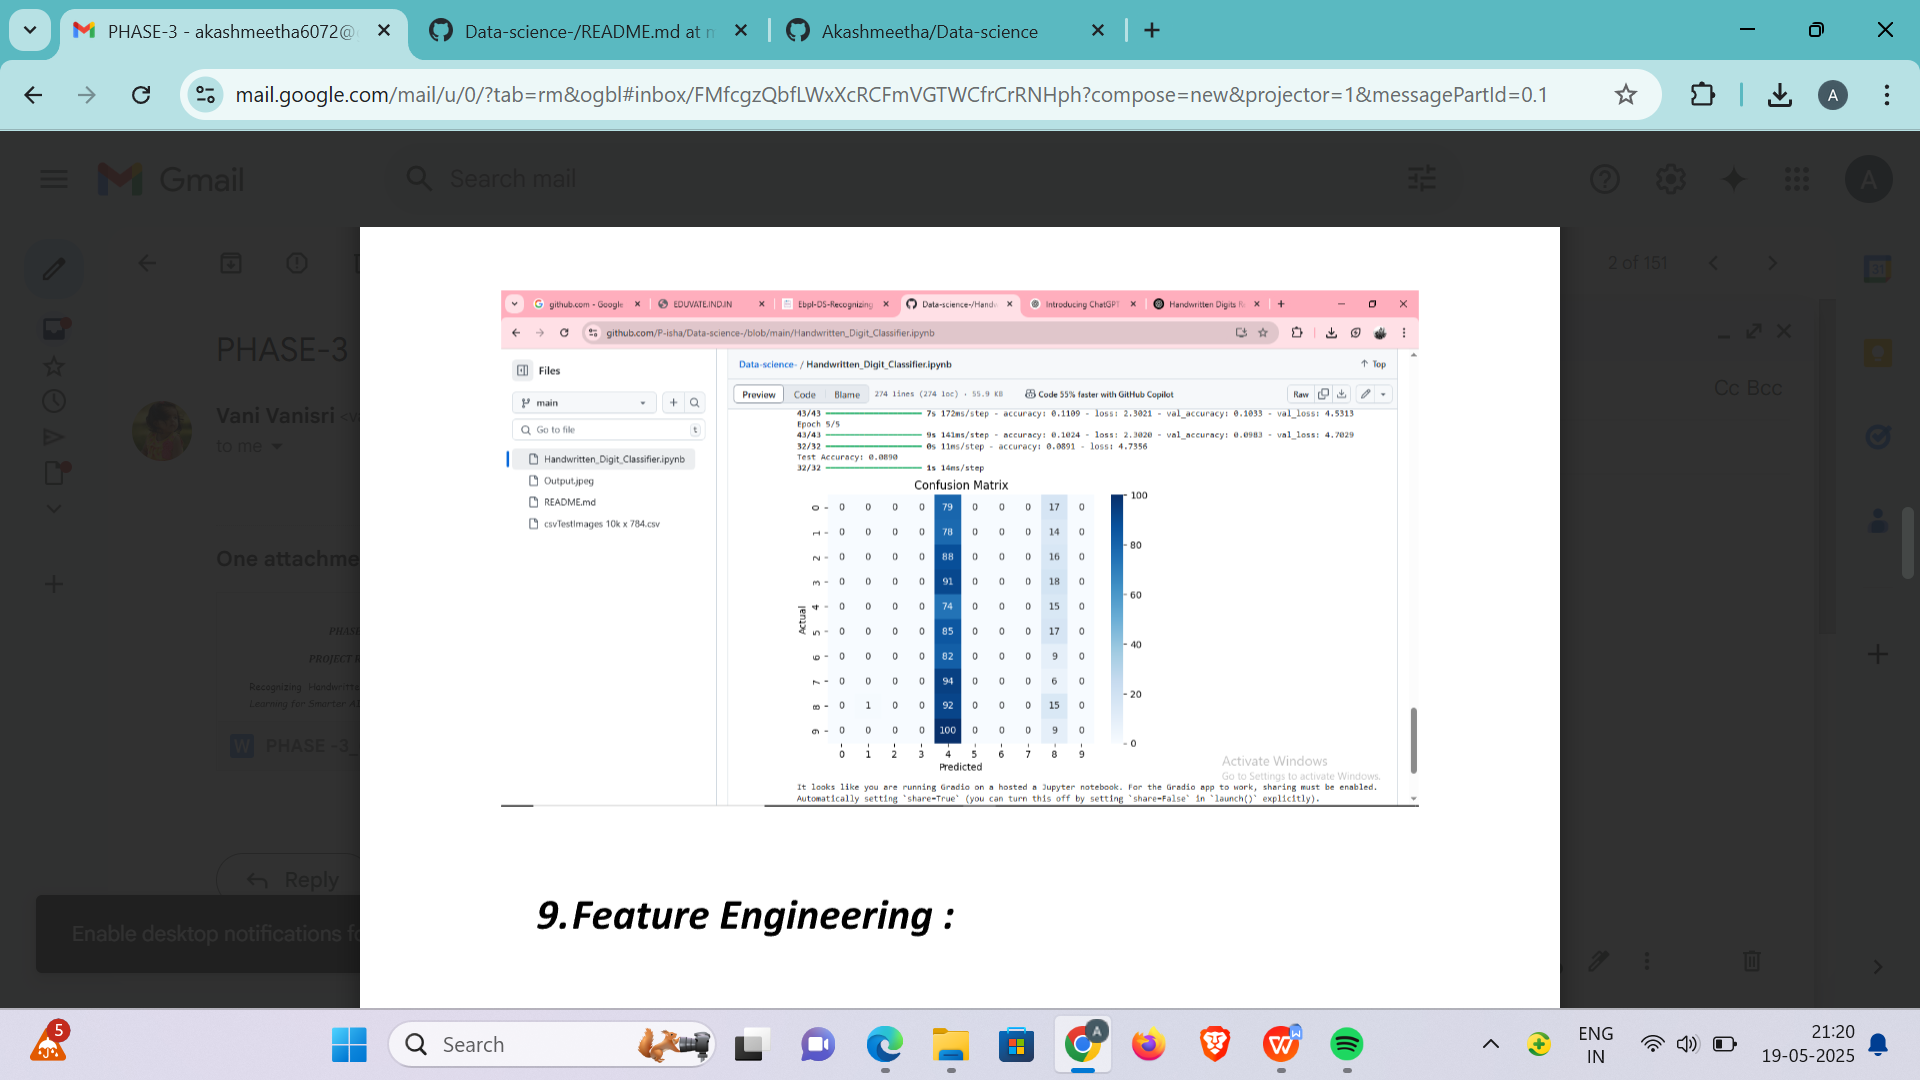 PHASE-3 - akashmeetha6072@
Data-science-/README.md at m
Akashmeetha/Data-science
mail.google.com/mail/u/0/?tab=rm&ogbl#inbox/FMfcgzQbfLWxXcRCFmVGTWCfrCrRNHph?compose=new&projector=1&messagePartId=0.1
A
Gmail
Search mail
A
2 of 151
PHASE-3
Cc Bcc
Vani Vanisri
to me
One attachme
PHAS
PROJECT R
Recognizing Handwritte
Learning for Smarter AI
W PHASE -3_
Reply
Enable desktop notifications fo
github.com - Google
EDUVATE.IND.IN
Ebpl-DS-Recognizing
Data-science-/Handw
Introducing ChatGPT
Handwritten Digits R
github.com/P-isha/Data-science-/blob/main/Handwritten_Digit_Classifier.ipynb
Files
main
Go to file
t
Handwritten_Digit_Classifier.ipynb
Output.jpeg
README.md
csvTestImages 10k x 784.csv
Data-science- / Handwritten_Digit_Classifier.ipynb
Top
Preview Code Blame 274 lines (274 loc) · 55.9 KB Code 55% faster with GitHub Copilot Raw
43/43 7s 172ms/step - accuracy: 0.1109 - loss: 2.3021 - val_accuracy: 0.1033 - val_loss: 4.5313
Epoch 5/5
43/43 9s 141ms/step - accuracy: 0.1024 - loss: 2.3020 - val_accuracy: 0.0983 - val_loss: 4.7029
32/32 0s 11ms/step - accuracy: 0.0891 - loss: 4.7356
Test Accuracy: 0.0890
32/32 1s 14ms/step
Confusion Matrix
0 0 0 0 0 79 0 0 0 17 0
1 0 0 0 0 78 0 0 0 14 0
2 0 0 0 0 88 0 0 0 16 0
3 0 0 0 0 91 0 0 0 18 0
4 0 0 0 0 74 0 0 0 15 0
5 0 0 0 0 85 0 0 0 17 0
6 0 0 0 0 82 0 0 0 9 0
7 0 0 0 0 94 0 0 0 6 0
8 0 1 0 0 92 0 0 0 15 0
9 0 0 0 0 100 0 0 0 9 0
0 1 2 3 4 5 6 7 8 9
Actual
Predicted
100
80
60
40
20
0
Activate Windows
Go to Settings to activate Windows.
It looks like you are running Gradio on a hosted a Jupyter notebook. For the Gradio app to work, sharing must be enabled.
Automatically setting `share=True` (you can turn this off by setting `share=False` in `launch()` explicitly).
9.Feature Engineering :
5
Search
A
ENG
IN
21:20
19-05-2025